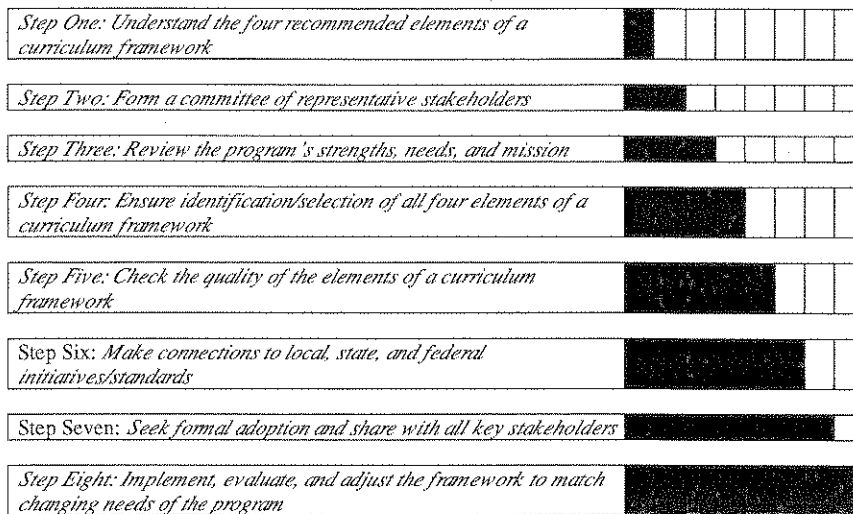 Step One: Understand the four recommended elements of a
curriculum framework
Step Two: Form a committee of representative stakeholders
Step Three: Review the program's strengths, needs, and mission
Step Four: Ensure identification/selection of all four elements of a
curriculum framework
Step Five: Check the quality of the elements of a curriculum
framework
Step Six: Make connections to local, state, and federal
initiatives/standards
Step Seven: Seek formal adoption and share with all key stakeholders
Step Eight: Implement, evaluate, and adjust the framework to match
changing needs of the program